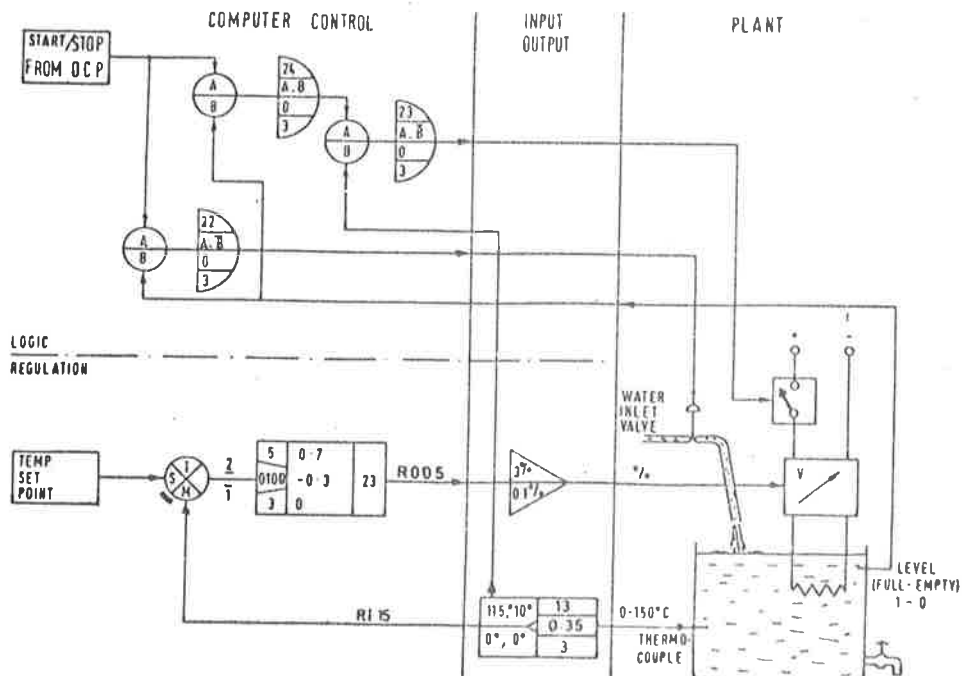 COMPUTER CONTROL
INPUT
OUTPUT
PLANT
START/STOP
FROM OCP
A
B
24
A.B
0
3
A
B
23
A.B̅
0
3
A
B
22
A.B̅
0
3
LOGIC
REGULATION
WATER
INLET
VALVE
+
-
TEMP
SET
POINT
S
I
M
2
1
5
0·7
0100
-0·3
3
0
23
R005
3%
01%
%
V
LEVEL
(FULL-EMPTY)
1 - 0
RI 15
115,°10°
0°, 0°
13
0·35
3
0-150°C
THERMO-
COUPLE